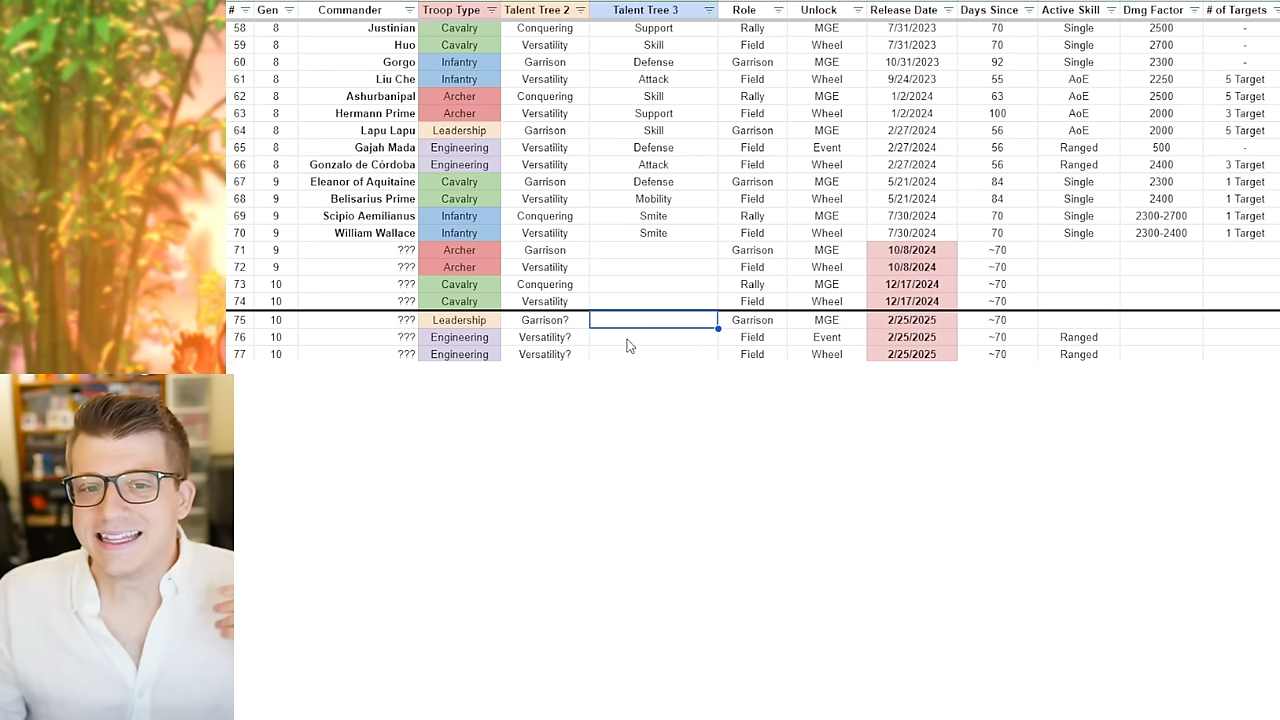 # Gen Commander Troop Type Talent Tree 2 Talent Tree 3 Role Unlock Release Date Days Since Active Skill Dmg Factor # of Targets
58 8 Justinian Cavalry Conquering Support Rally MGE 7/31/2023 70 Single 2500 -
59 8 Huo Cavalry Versatility Skill Field Wheel 7/31/2023 70 Single 2700 -
60 8 Gorgo Infantry Garrison Defense Garrison MGE 10/31/2023 92 Single 2300 -
61 8 Liu Che Infantry Versatility Attack Field Wheel 9/24/2023 55 AoE 2250 5 Target
62 8 Ashurbanipal Archer Conquering Skill Rally MGE 1/2/2024 63 AoE 2500 5 Target
63 8 Hermann Prime Archer Versatility Support Field Wheel 1/2/2024 100 AoE 2000 3 Target
64 8 Lapu Lapu Leadership Garrison Skill Garrison MGE 2/27/2024 56 AoE 2000 5 Target
65 8 Gajah Mada Engineering Versatility Defense Field Event 2/27/2024 56 Ranged 500 -
66 8 Gonzalo de Córdoba Engineering Versatility Attack Field Wheel 2/27/2024 56 Ranged 2400 3 Target
67 9 Eleanor of Aquitaine Cavalry Garrison Defense Garrison MGE 5/21/2024 84 Single 2300 1 Target
68 9 Belisarius Prime Cavalry Versatility Mobility Field Wheel 5/21/2024 84 Single 2400 1 Target
69 9 Scipio Aemilianus Infantry Conquering Smite Rally MGE 7/30/2024 70 Single 2300-2700 1 Target
70 9 William Wallace Infantry Versatility Smite Field Wheel 7/30/2024 70 Single 2300-2400 1 Target
71 9 ??? Archer Garrison Garrison MGE 10/8/2024 ~70
72 9 ??? Archer Versatility Field Wheel 10/8/2024 ~70
73 10 ??? Cavalry Conquering Rally MGE 12/17/2024 ~70
74 10 ??? Cavalry Versatility Field Wheel 12/17/2024 ~70
75 10 ??? Leadership Garrison? Garrison MGE 2/25/2025 ~70
76 10 ??? Engineering Versatility? Field Event 2/25/2025 ~70 Ranged
77 10 ??? Engineering Versatility? Field Wheel 2/25/2025 ~70 Ranged